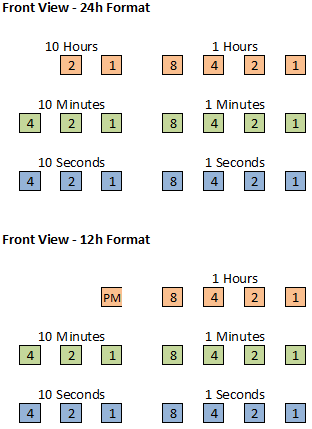 Front View - 24h Format
10 Hours 1 Hours
2 1 8 4 2 1
10 Minutes 1 Minutes
4 2 1 8 4 2 1
10 Seconds 1 Seconds
4 2 1 8 4 2 1
Front View - 12h Format
1 Hours
PM 8 4 2 1
10 Minutes 1 Minutes
4 2 1 8 4 2 1
10 Seconds 1 Seconds
4 2 1 8 4 2 1